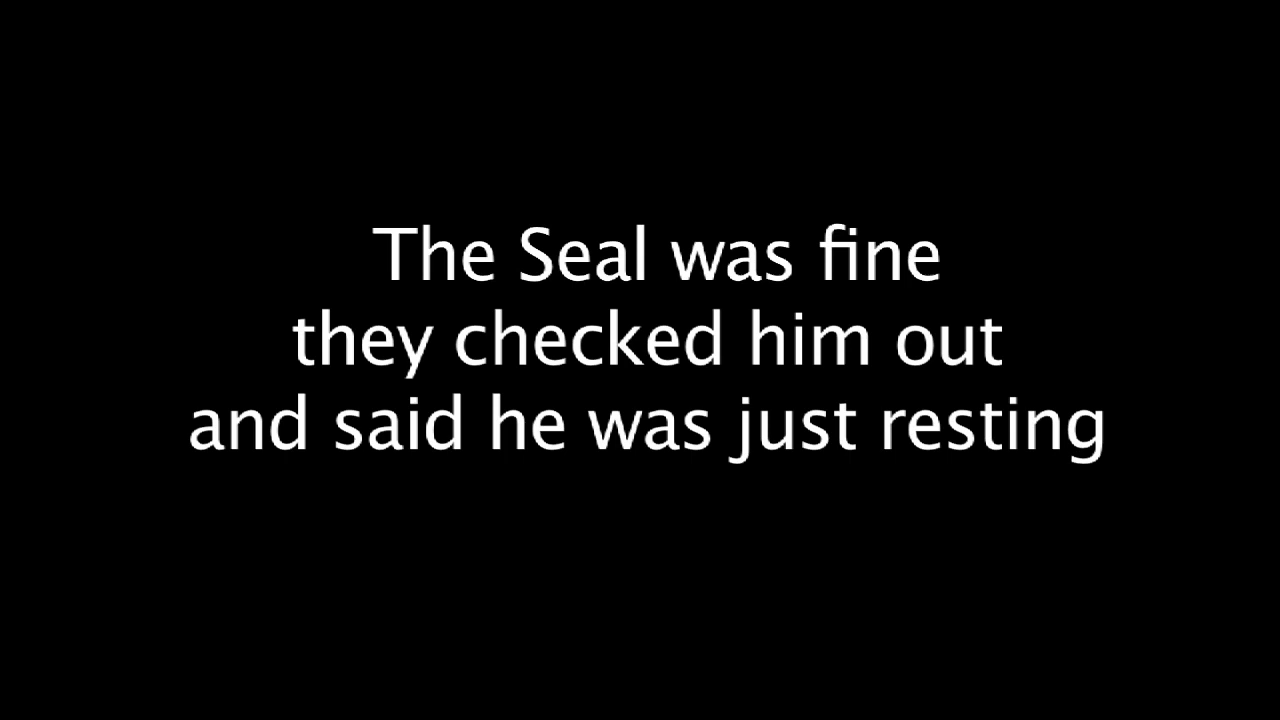 The Seal was fine
they checked him out
and said he was just resting